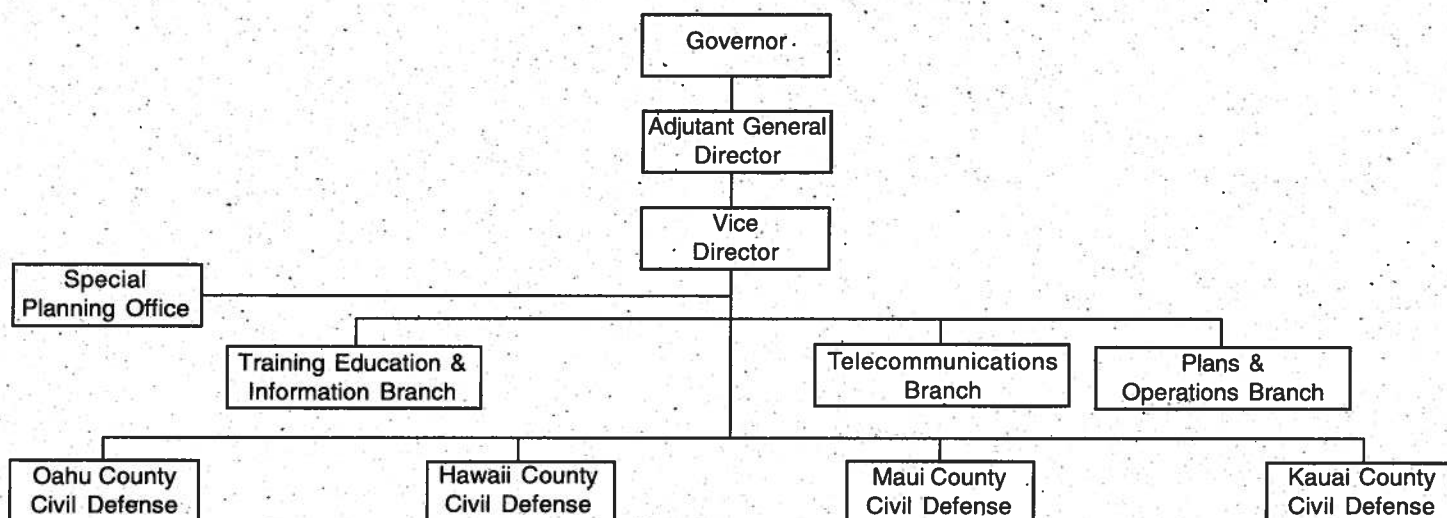 Governor
Adjutant General
Director
Vice
Director
Special
Planning Office
Training Education &
Information Branch
Telecommunications
Branch
Plans &
Operations Branch
Oahu County
Civil Defense
Hawaii County
Civil Defense
Maui County
Civil Defense
Kauai County
Civil Defense